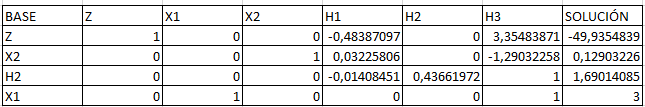 BASE Z X1 X2 H1 H2 H3 SOLUCIÓN
Z 1 0 0 -0,48387097 0 3,35483871 -49,9354839
X2 0 0 1 0,03225806 0 -1,29032258 0,12903226
H2 0 0 0 -0,01408451 0,43661972 1 1,69014085
X1 0 1 0 0 0 1 3